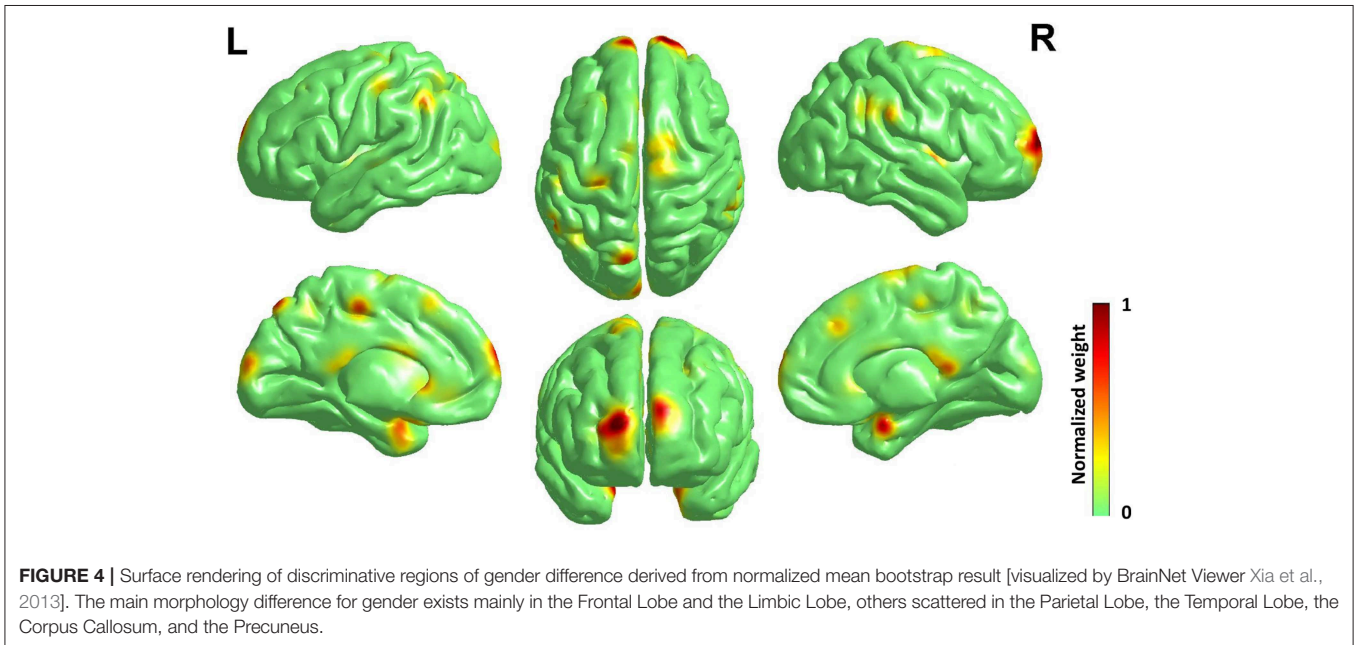 L
R
1
Normalized weight
0
FIGURE 4 | Surface rendering of discriminative regions of gender difference derived from normalized mean bootstrap result [visualized by BrainNet Viewer Xia et al.,
2013]. The main morphology difference for gender exists mainly in the Frontal Lobe and the Limbic Lobe, others scattered in the Parietal Lobe, the Temporal Lobe, the
Corpus Callosum, and the Precuneus.